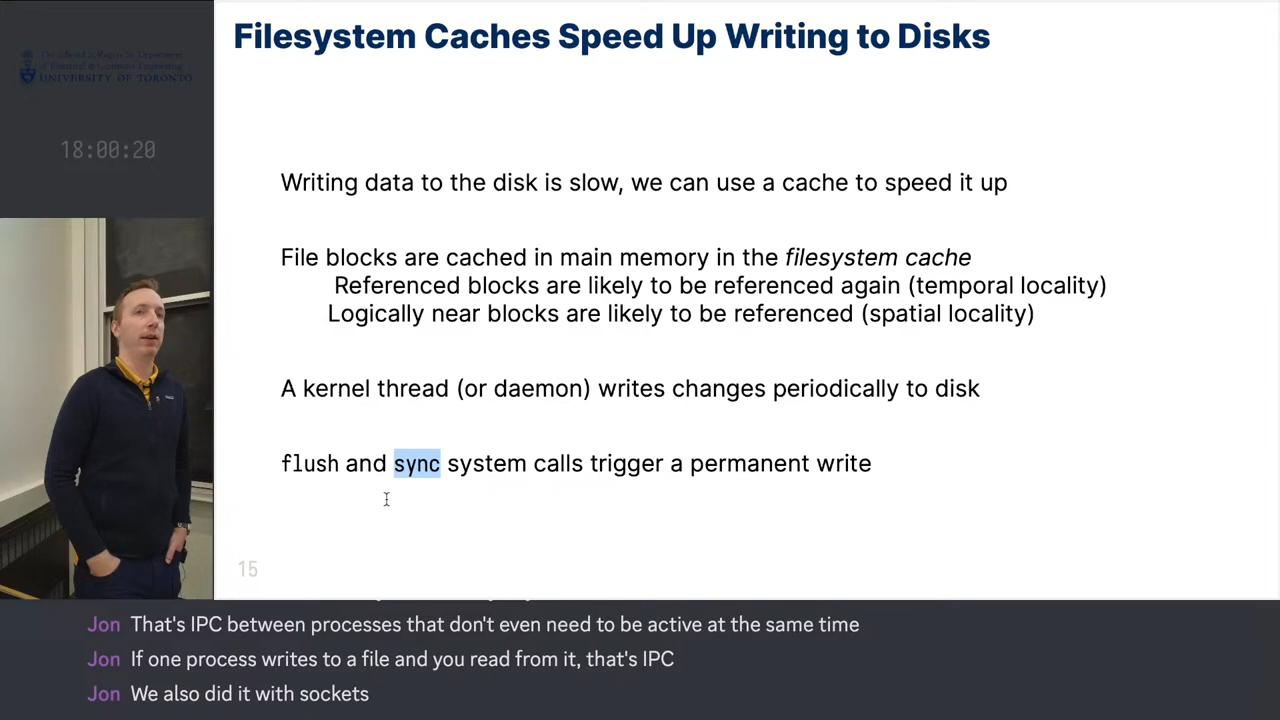 Filesystem Caches Speed Up Writing to Disks
UNIVERSITY OF TORONTO
18:00:20
Writing data to the disk is slow, we can use a cache to speed it up
File blocks are cached in main memory in the filesystem cache
Referenced blocks are likely to be referenced again (temporal locality)
Logically near blocks are likely to be referenced (spatial locality)
A kernel thread (or daemon) writes changes periodically to disk
flush and sync system calls trigger a permanent write
15
Jon That's IPC between processes that don't even need to be active at the same time
Jon If one process writes to a file and you read from it, that's IPC
Jon We also did it with sockets